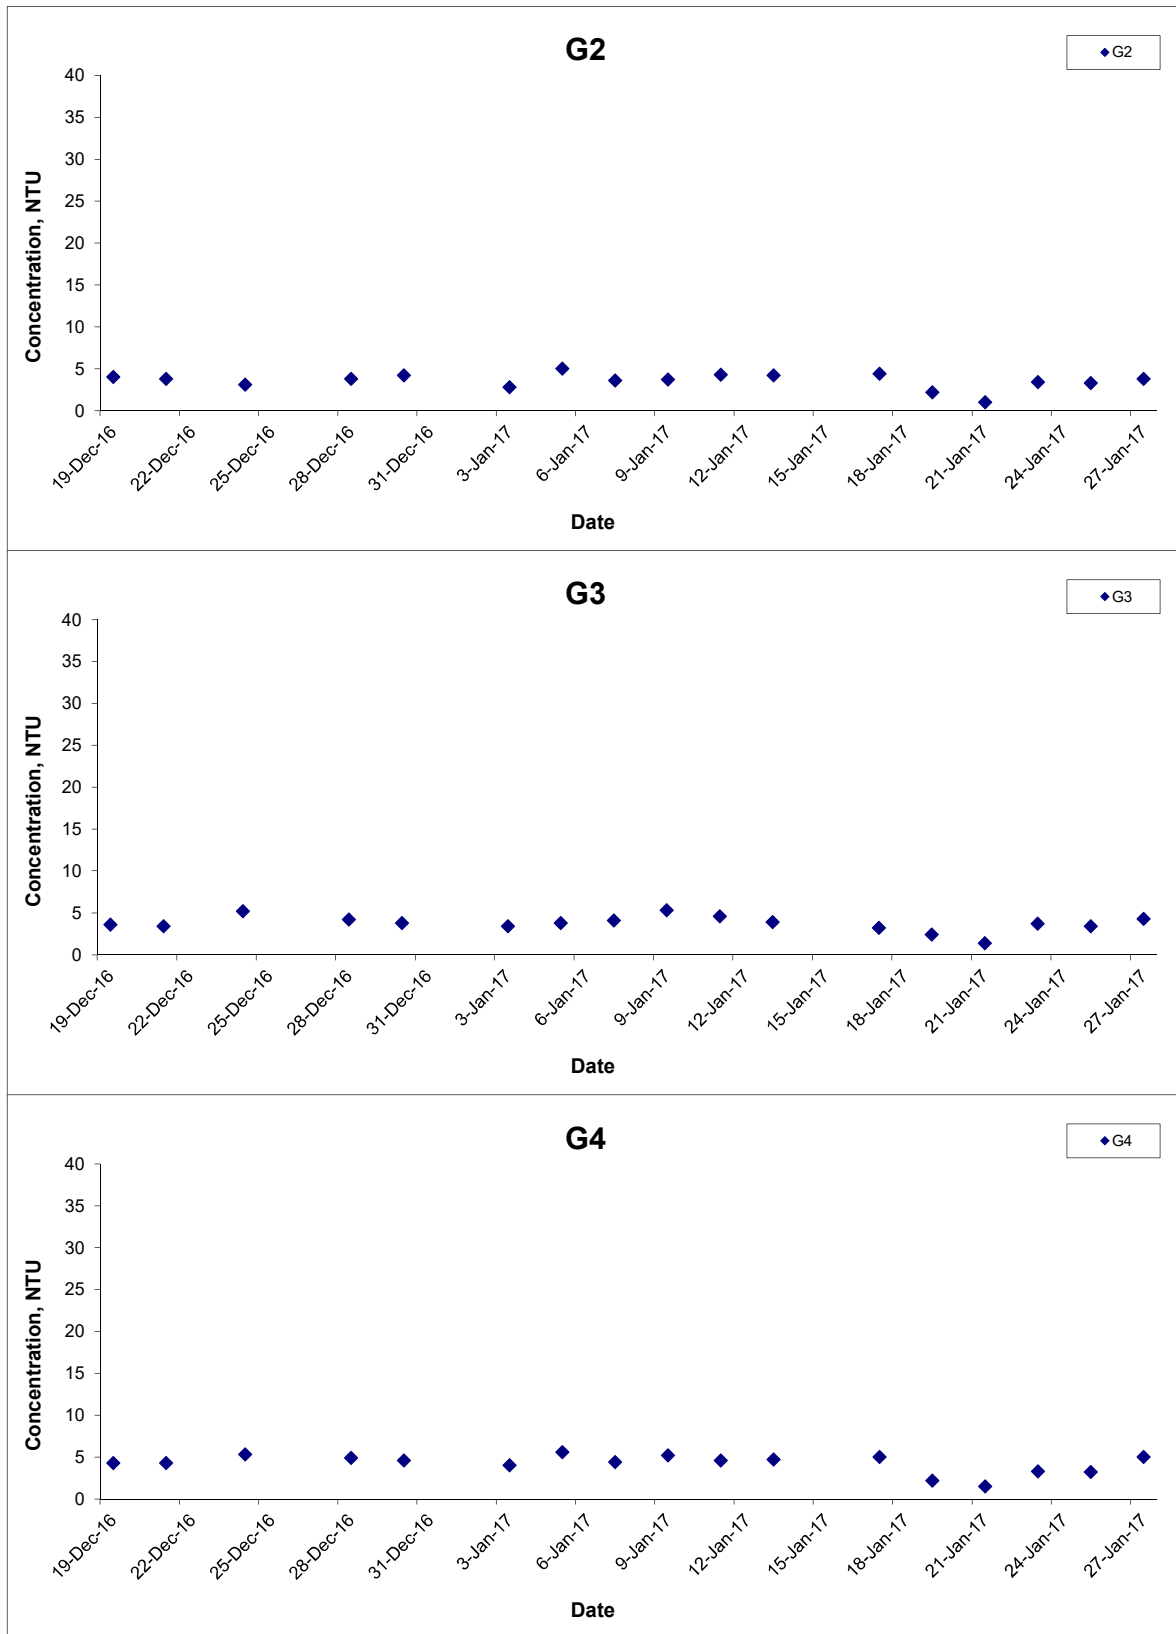 G2
G2
40
35
30
25
20
15
10
5
0
Concentration, NTU
19-Dec-16
22-Dec-16
25-Dec-16
28-Dec-16
31-Dec-16
3-Jan-17
6-Jan-17
9-Jan-17
12-Jan-17
15-Jan-17
18-Jan-17
21-Jan-17
24-Jan-17
27-Jan-17
Date
G3
G3
40
35
30
25
20
15
10
5
0
Concentration, NTU
19-Dec-16
22-Dec-16
25-Dec-16
28-Dec-16
31-Dec-16
3-Jan-17
6-Jan-17
9-Jan-17
12-Jan-17
15-Jan-17
18-Jan-17
21-Jan-17
24-Jan-17
27-Jan-17
Date
G4
G4
40
35
30
25
20
15
10
5
0
Concentration, NTU
19-Dec-16
22-Dec-16
25-Dec-16
28-Dec-16
31-Dec-16
3-Jan-17
6-Jan-17
9-Jan-17
12-Jan-17
15-Jan-17
18-Jan-17
21-Jan-17
24-Jan-17
27-Jan-17
Date